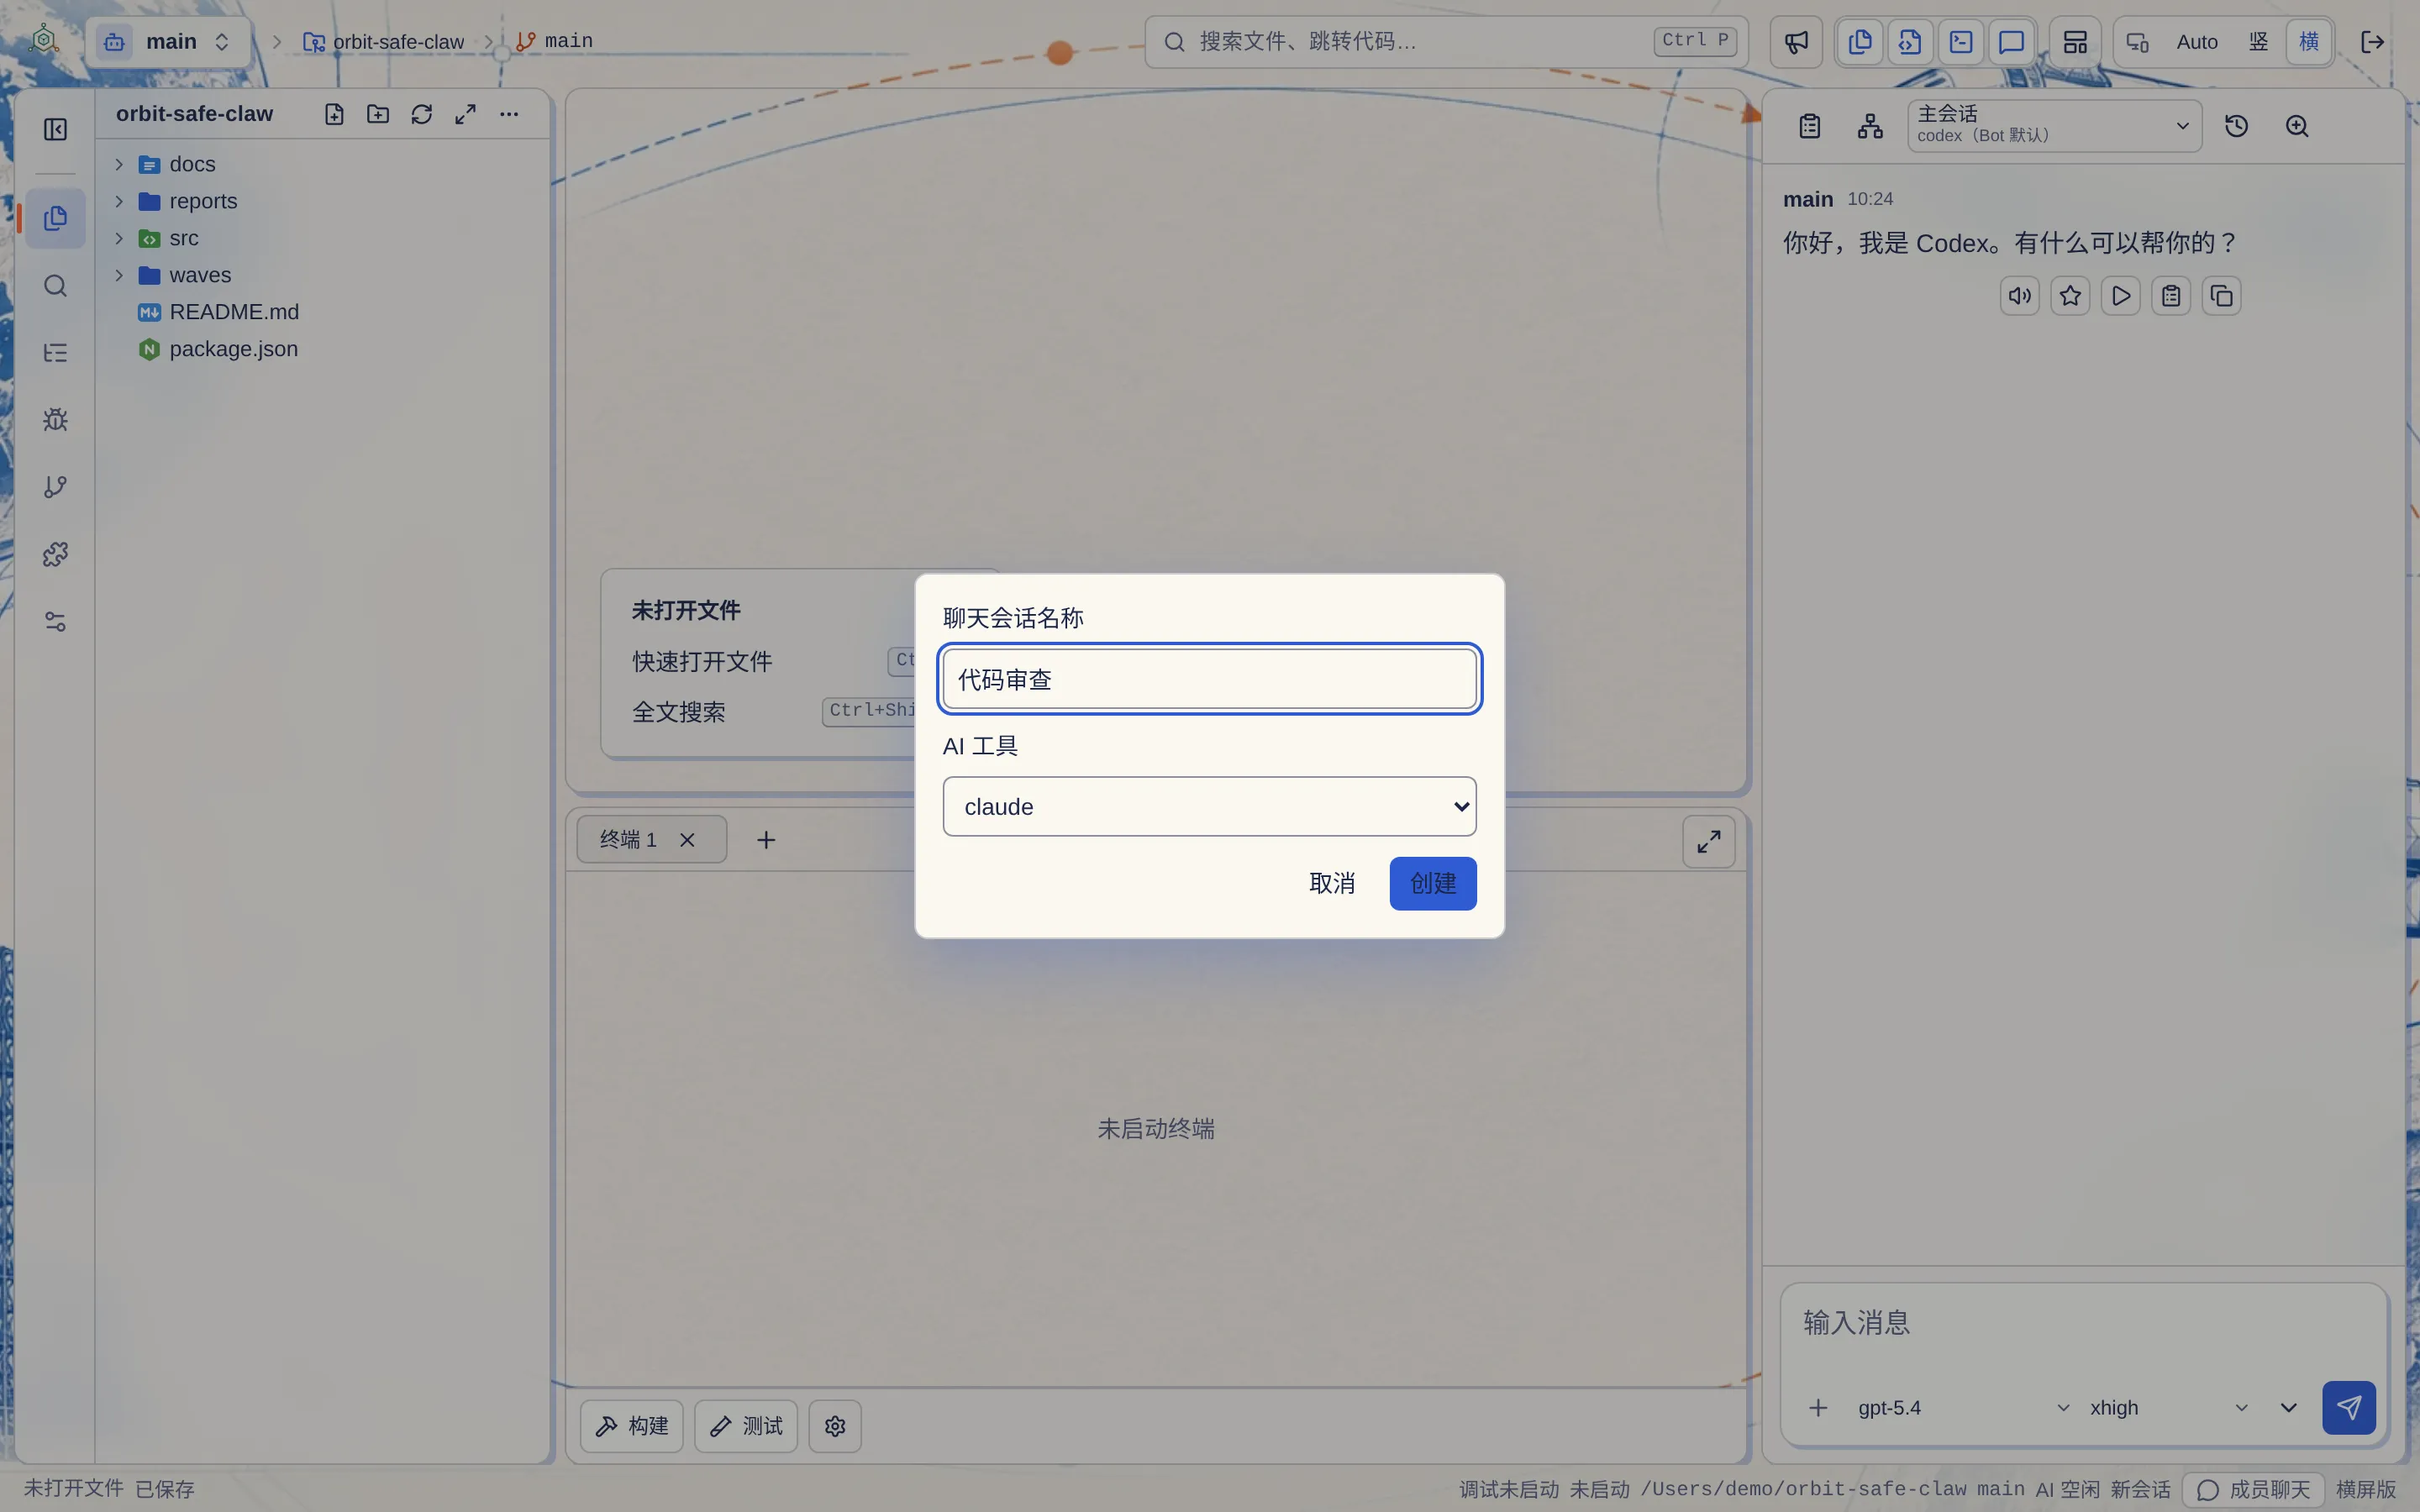 main orbit-safe-claw main
搜索文件、跳转代码… Ctrl P
Auto 竖 横
orbit-safe-claw
docs
reports
src
waves
README.md
package.json
未打开文件
快速打开文件
全文搜索 Ctrl+Shi
聊天会话名称
代码审查
AI 工具
claude
取消 创建
终端 1
未启动终端
构建 测试
主会话
codex（Bot 默认）
main 10:24
你好，我是 Codex。有什么可以帮你的？
输入消息
gpt-5.4 xhigh
未打开文件 已保存
调试未启动 未启动 /Users/demo/orbit-safe-claw main AI 空闲 新会话 成员聊天 横屏版